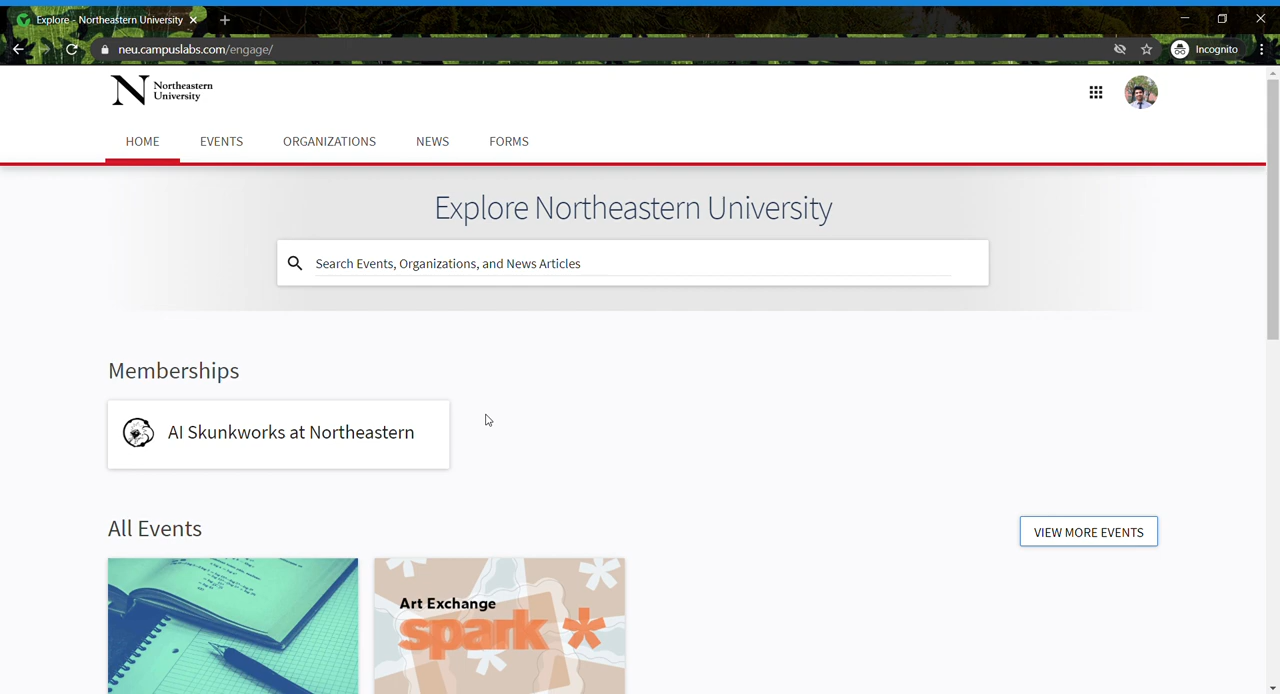 Explore - Northeastern University
neu.campuslabs.com/engage/
Incognito
N Northeastern
University
HOME EVENTS ORGANIZATIONS NEWS FORMS
Explore Northeastern University
Search Events, Organizations, and News Articles
Memberships
AI Skunkworks at Northeastern
All Events
VIEW MORE EVENTS
Art Exchange
spark*